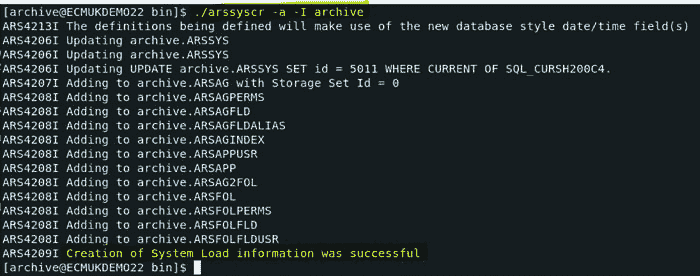 [archive@ECMUKDEMO22 bin]$ ./arssyscr -a -I archive
ARS4213I The definitions being defined will make use of the new database style date/time field(s)
ARS4206I Updating archive.ARSSYS
ARS4206I Updating archive.ARSSYS
ARS4206I Updating UPDATE archive.ARSSYS SET id = 5011 WHERE CURRENT OF SQL_CURSH200C4.
ARS4207I Adding to archive.ARSAG with Storage Set Id = 0
ARS4208I Adding to archive.ARSAGPERMS
ARS4208I Adding to archive.ARSAGFLD
ARS4208I Adding to archive.ARSAGFLDALIAS
ARS4208I Adding to archive.ARSAGINDEX
ARS4208I Adding to archive.ARSAPPUSR
ARS4208I Adding to archive.ARSAPP
ARS4208I Adding to archive.ARSAG2FOL
ARS4208I Adding to archive.ARSFOL
ARS4208I Adding to archive.ARSFOLPERMS
ARS4208I Adding to archive.ARSFOLFLD
ARS4208I Adding to archive.ARSFOLFLDUSR
ARS4209I Creation of System Load information was successful
[archive@ECMUKDEMO22 bin]$